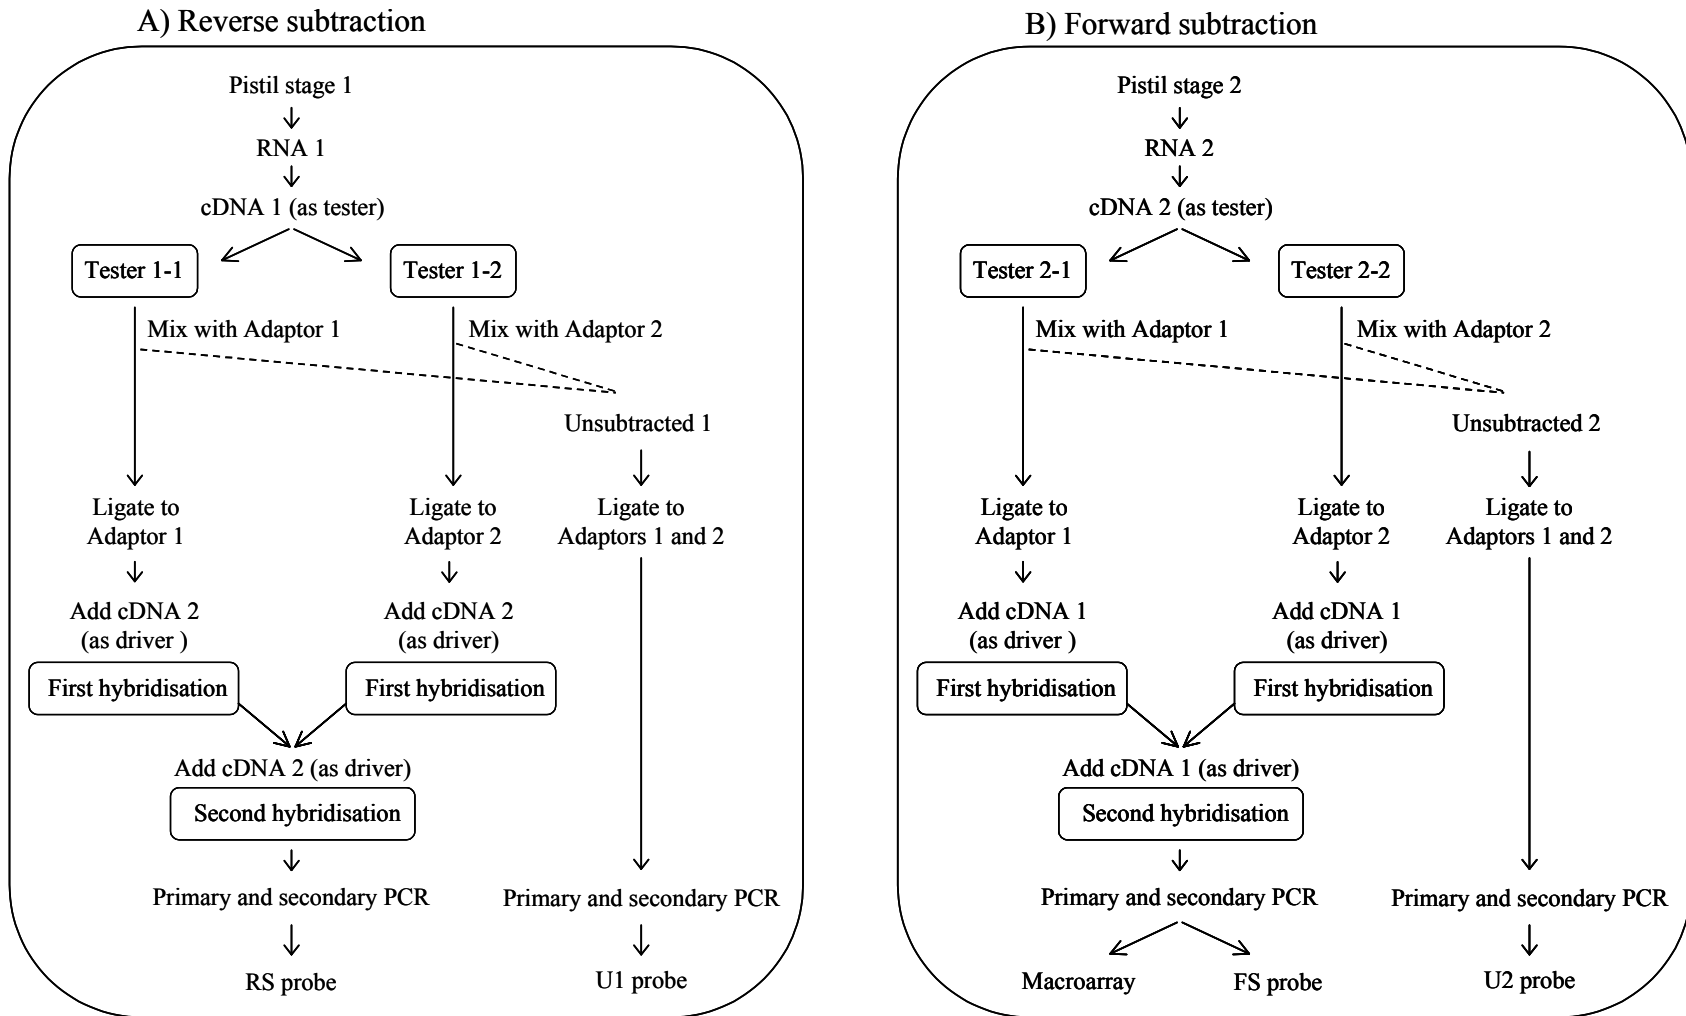 A) Reverse subtraction
Pistil stage 1
RNA 1
cDNA 1 (as tester)
Tester 1-1
Tester 1-2
Mix with Adaptor 1
Mix with Adaptor 2
Unsubtracted 1
Ligate to
Adaptor 1
Ligate to
Adaptor 2
Ligate to
Adaptors 1 and 2
Add cDNA 2
(as driver )
Add cDNA 2
(as driver)
First hybridisation
First hybridisation
Add cDNA 2 (as driver)
Second hybridisation
Primary and secondary PCR
Primary and secondary PCR
RS probe
U1 probe
B) Forward subtraction
Pistil stage 2
RNA 2
cDNA 2 (as tester)
Tester 2-1
Tester 2-2
Mix with Adaptor 1
Mix with Adaptor 2
Unsubtracted 2
Ligate to
Adaptor 1
Ligate to
Adaptor 2
Ligate to
Adaptors 1 and 2
Add cDNA 1
(as driver )
Add cDNA 1
(as driver)
First hybridisation
First hybridisation
Add cDNA 1 (as driver)
Second hybridisation
Primary and secondary PCR
Primary and secondary PCR
Macroarray
FS probe
U2 probe